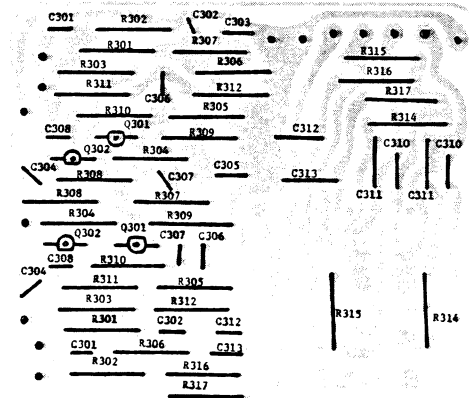 C301 R302 C302 C303
R301 R307
R303 R306 R315
R311 C306 R312 R316
R310 Q301 R305 R317
C308 R309 C312 R314
Q302 R304 C310 C310
C304 R308 C307 C305 C313
R308 R307 C311 C311
R304 R309
Q302 Q301 C307 C306
C308 R310
C304 R311 R305
R303 R312
R301 C302 C312 R315 R314
C301 R306 C313
R302 R316
R317